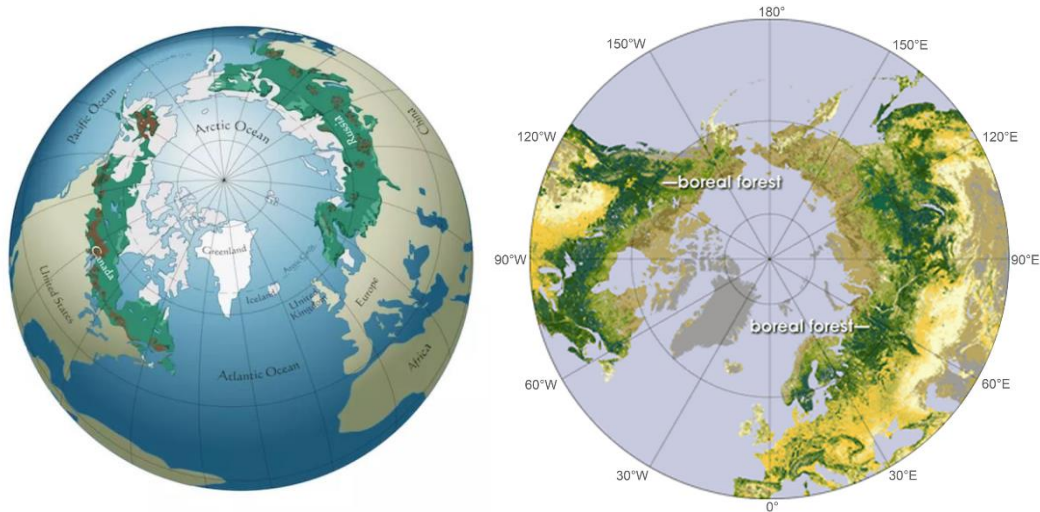 Pacific Ocean
Arctic Ocean
Russia
China
Canada
Greenland
United States
Iceland
United
Kingdom
Europe
Atlantic Ocean
Africa
180°
150°W
150°E
120°W
120°E
boreal forest
90°W
90°E
boreal forest
60°W
60°E
30°W
30°E
0°